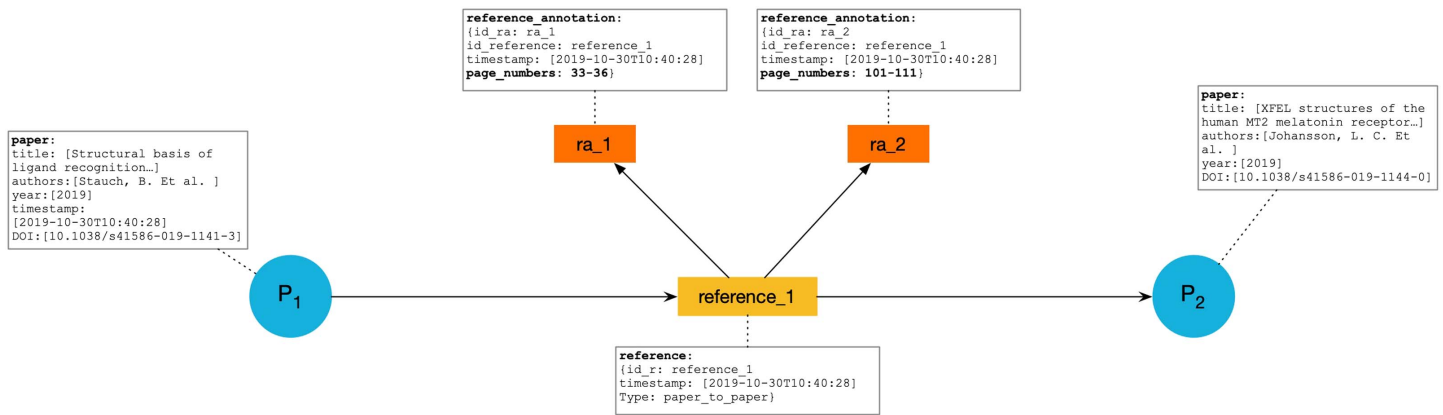 reference_annotation:
{id_ra: ra_1
id_reference: reference_1
timestamp: [2019-10-30T10:40:28]
page_numbers: 33-36}
reference_annotation:
{id_ra: ra_2
id_reference: reference_1
timestamp: [2019-10-30T10:40:28]
page_numbers: 101-111}
paper:
title: [XFEL structures of the
human MT2 melatonin receptor…]
authors:[Johansson, L. C. Et
al. ]
year:[2019]
DOI:[10.1038/s41586-019-1144-0]
paper:
title: [Structural basis of
ligand recognition…]
authors:[Stauch, B. Et al. ]
year:[2019]
timestamp:
[2019-10-30T10:40:28]
DOI:[10.1038/s41586-019-1141-3]
ra_1
ra_2
P1
reference_1
P2
reference:
{id_r: reference_1
timestamp: [2019-10-30T10:40:28]
Type: paper_to_paper}